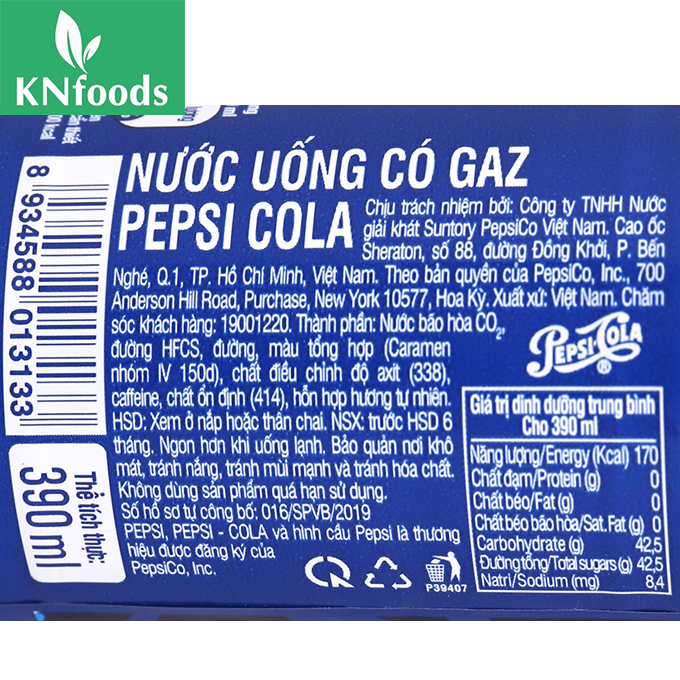 KNfoods
NƯỚC UỐNG CÓ GAZ
PEPSI COLA
Chịu trách nhiệm bởi: Công ty TNHH Nước
giải khát Suntory PepsiCo Việt Nam. Cao ốc
Sheraton, số 88, đường Đồng Khởi, P. Bến
Nghé, Q.1, TP. Hồ Chí Minh, Việt Nam. Theo bản quyền của PepsiCo, Inc., 700
Anderson Hill Road, Purchase, New York 10577, Hoa Kỳ. Xuất xứ: Việt Nam. Chăm
sóc khách hàng: 19001220. Thành phần: Nước bão hòa CO2,
đường HFCS, đường, màu tổng hợp (Caramen
nhóm IV 150d), chất điều chỉnh độ axit (338),
caffeine, chất ổn định (414), hỗn hợp hương tự nhiên.
HSD: Xem ở nắp hoặc thân chai. NSX: trước HSD 6
tháng. Ngon hơn khi uống lạnh. Bảo quản nơi khô
mát, tránh nắng, tránh mùi mạnh và tránh hóa chất.
Không dùng sản phẩm quá hạn sử dụng.
Số hồ sơ tự công bố: 016/SPVB/2019
PEPSI, PEPSI - COLA và hình cầu Pepsi là thương
hiệu được đăng ký của
PepsiCo, Inc.
8 934588 013133
Thể tích thực:
390 ml
PEPSI-COLA
®
Giá trị dinh dưỡng trung bình
Cho 390 ml
Năng lượng/Energy (Kcal) 170
Chất đạm/Protein (g) 0
Chất béo/Fat (g) 0
Chất béo bão hòa/Sat. Fat (g) 0
Carbohydrate (g) 42,5
Đường tổng/Total sugars (g) 42,5
Natri/Sodium (mg) 8,4
P39407